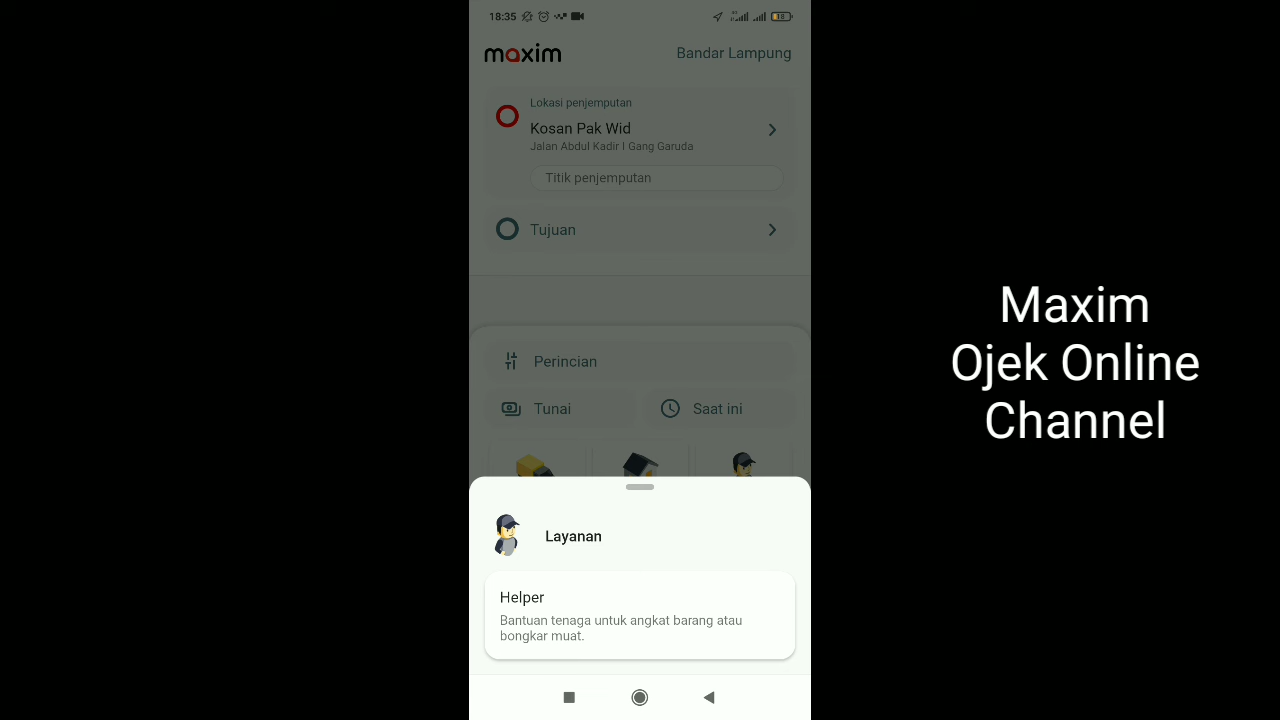 18:35
maxim
Bandar Lampung
Lokasi penjemputan
Kosan Pak Wid
Jalan Abdul Kadir I Gang Garuda
Titik penjemputan
Tujuan
Perincian
Tunai
Saat ini
Layanan
Helper
Bantuan tenaga untuk angkat barang atau
bongkar muat.
Maxim
Ojek Online
Channel